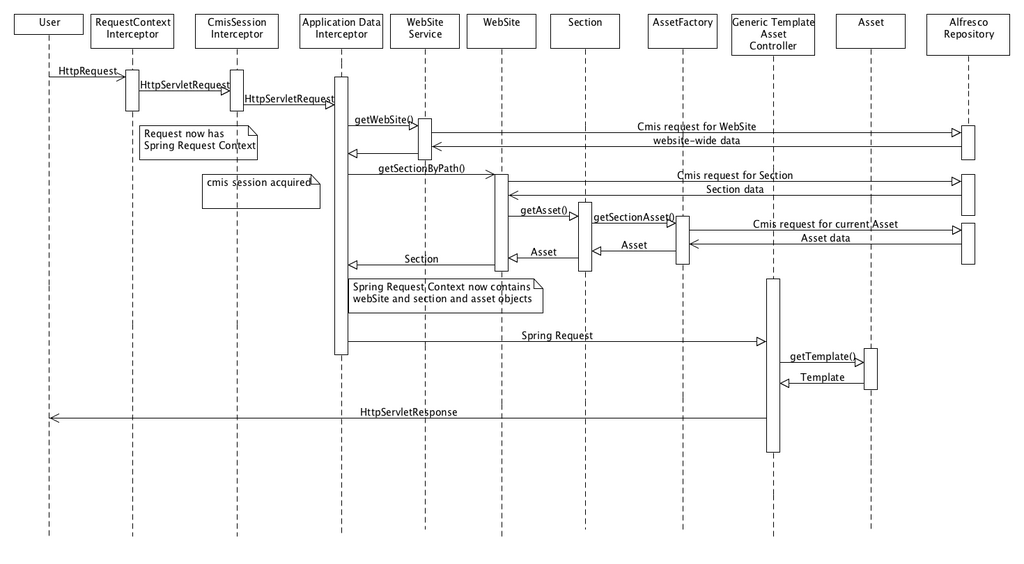 User
RequestContext
Interceptor
CmisSession
Interceptor
Application Data
Interceptor
WebSite
Service
WebSite
Section
AssetFactory
Generic Template
Asset
Controller
Asset
Alfresco
Repository
HttpRequest
HttpServletRequest
HttpServletRequest
getWebSite()
Cmis request for WebSite
website-wide data
Request now has
Spring Request Context
getSectionByPath()
Cmis request for Section
Section data
cmis session acquired
getAsset()
getSectionAsset()
Cmis request for current Asset
Asset data
Asset
Asset
Section
Spring Request Context now contains
webSite and section and asset objects
Spring Request
getTemplate()
Template
HttpServletResponse